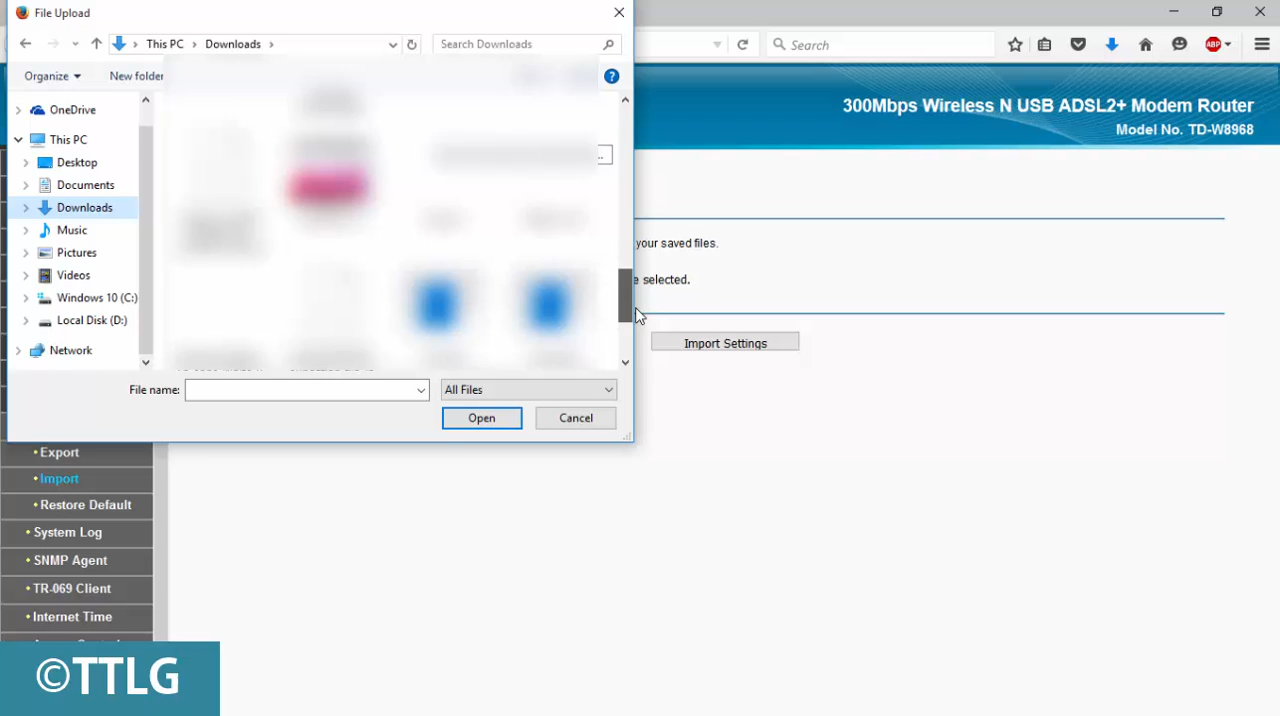 File Upload
This PC
Downloads
Search Downloads
Search
Organize
New folder
OneDrive
This PC
Desktop
Documents
Downloads
Music
Pictures
Videos
Windows 10 (C:)
Local Disk (D:)
Network
File name:
All Files
Open
Cancel
ABP
300Mbps Wireless N USB ADSL2+ Modem Router
Model No. TD-W8968
your saved files.
e selected.
Import Settings
• Export
• Import
• Restore Default
• System Log
• SNMP Agent
• TR-069 Client
• Internet Time
©TTLG